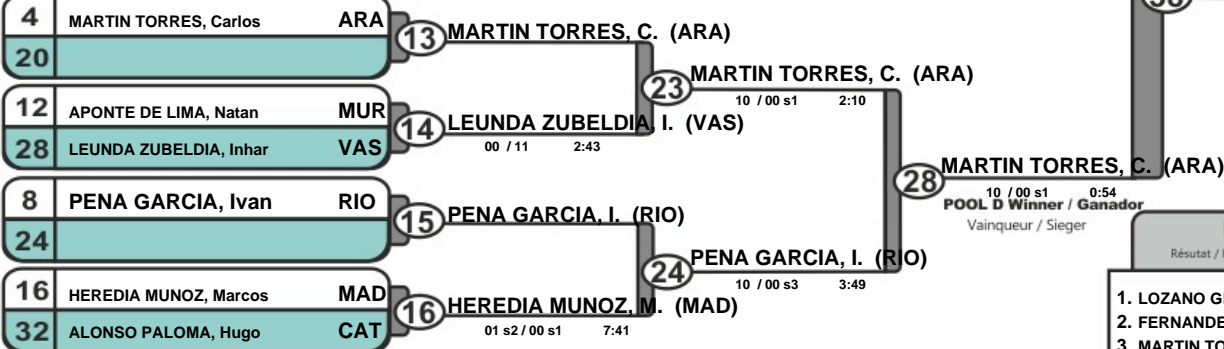 4 MARTIN TORRES, Carlos ARA
20
13 MARTIN TORRES, C. (ARA)
12 APONTE DE LIMA, Natan MUR
28 LEUNDA ZUBELDIA, Inhar VAS
14 LEUNDA ZUBELDIA, I. (VAS)
00 / 11 2:43
23 MARTIN TORRES, C. (ARA)
10 / 00 s1 2:10
8 PENA GARCIA, Ivan RIO
24
15 PENA GARCIA, I. (RIO)
16 HEREDIA MUNOZ, Marcos MAD
32 ALONSO PALOMA, Hugo CAT
16 HEREDIA MUNOZ, M. (MAD)
01 s2 / 00 s1 7:41
24 PENA GARCIA, I. (RIO)
10 / 00 s3 3:49
28 MARTIN TORRES, C. (ARA)
10 / 00 s1 0:54
POOL D Winner / Ganador
Vainqueur / Sieger
Résutat /
1. LOZANO
2. FERNANDE
3. MARTIN TO